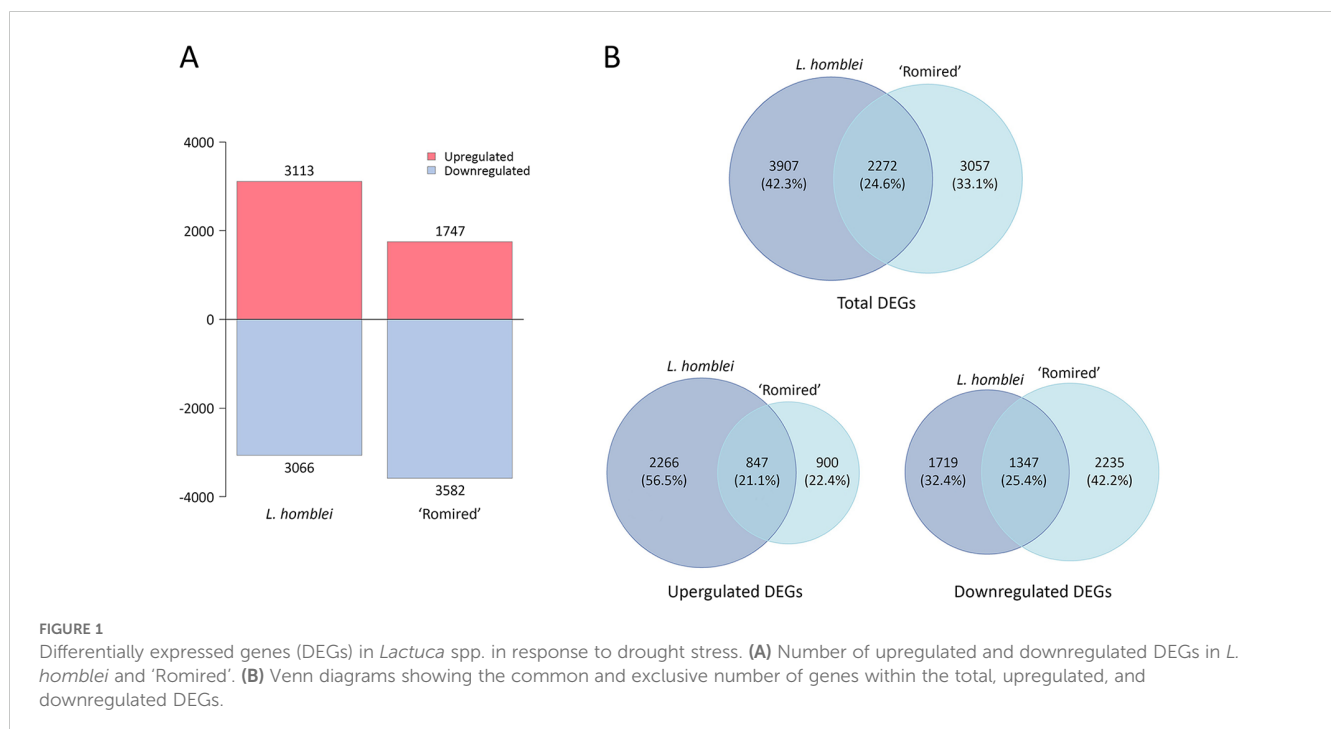 A
4000
2000
0
-2000
-4000
3113
1747
3066
3582
Upregulated
Downregulated
L. homblei
‘Romired’
B
L. homblei
‘Romired’
3907
(42.3%)
2272
(24.6%)
3057
(33.1%)
Total DEGs
L. homblei
‘Romired’
2266
(56.5%)
847
(21.1%)
900
(22.4%)
Upergulated DEGs
L. homblei
‘Romired’
1719
(32.4%)
1347
(25.4%)
2235
(42.2%)
Downregulated DEGs
FIGURE 1
Differentially expressed genes (DEGs) in Lactuca spp. in response to drought stress. (A) Number of upregulated and downregulated DEGs in L.
homblei and ‘Romired’. (B) Venn diagrams showing the common and exclusive number of genes within the total, upregulated, and
downregulated DEGs.